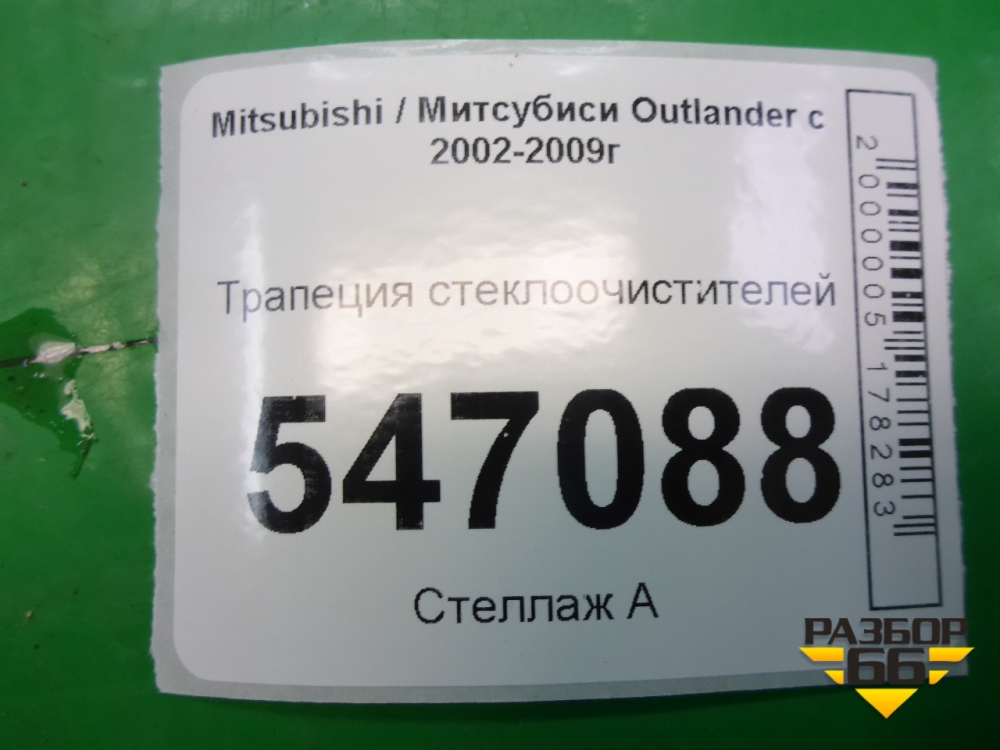 Mitsubishi / Митсубиси Outlander с
2002-2009г
Трапеция стеклоочистителей
547088
Стеллаж А
2000005178283
РАЗБОР
66